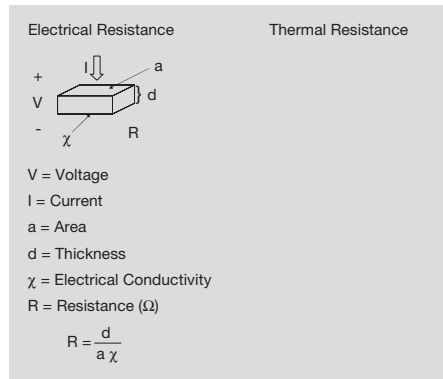 Electrical Resistance
Thermal Resistance
I
a
+
V
d
-
χ
R
V = Voltage
I = Current
a = Area
d = Thickness
χ = Electrical Conductivity
R = Resistance (Ω)
R = d
a χ